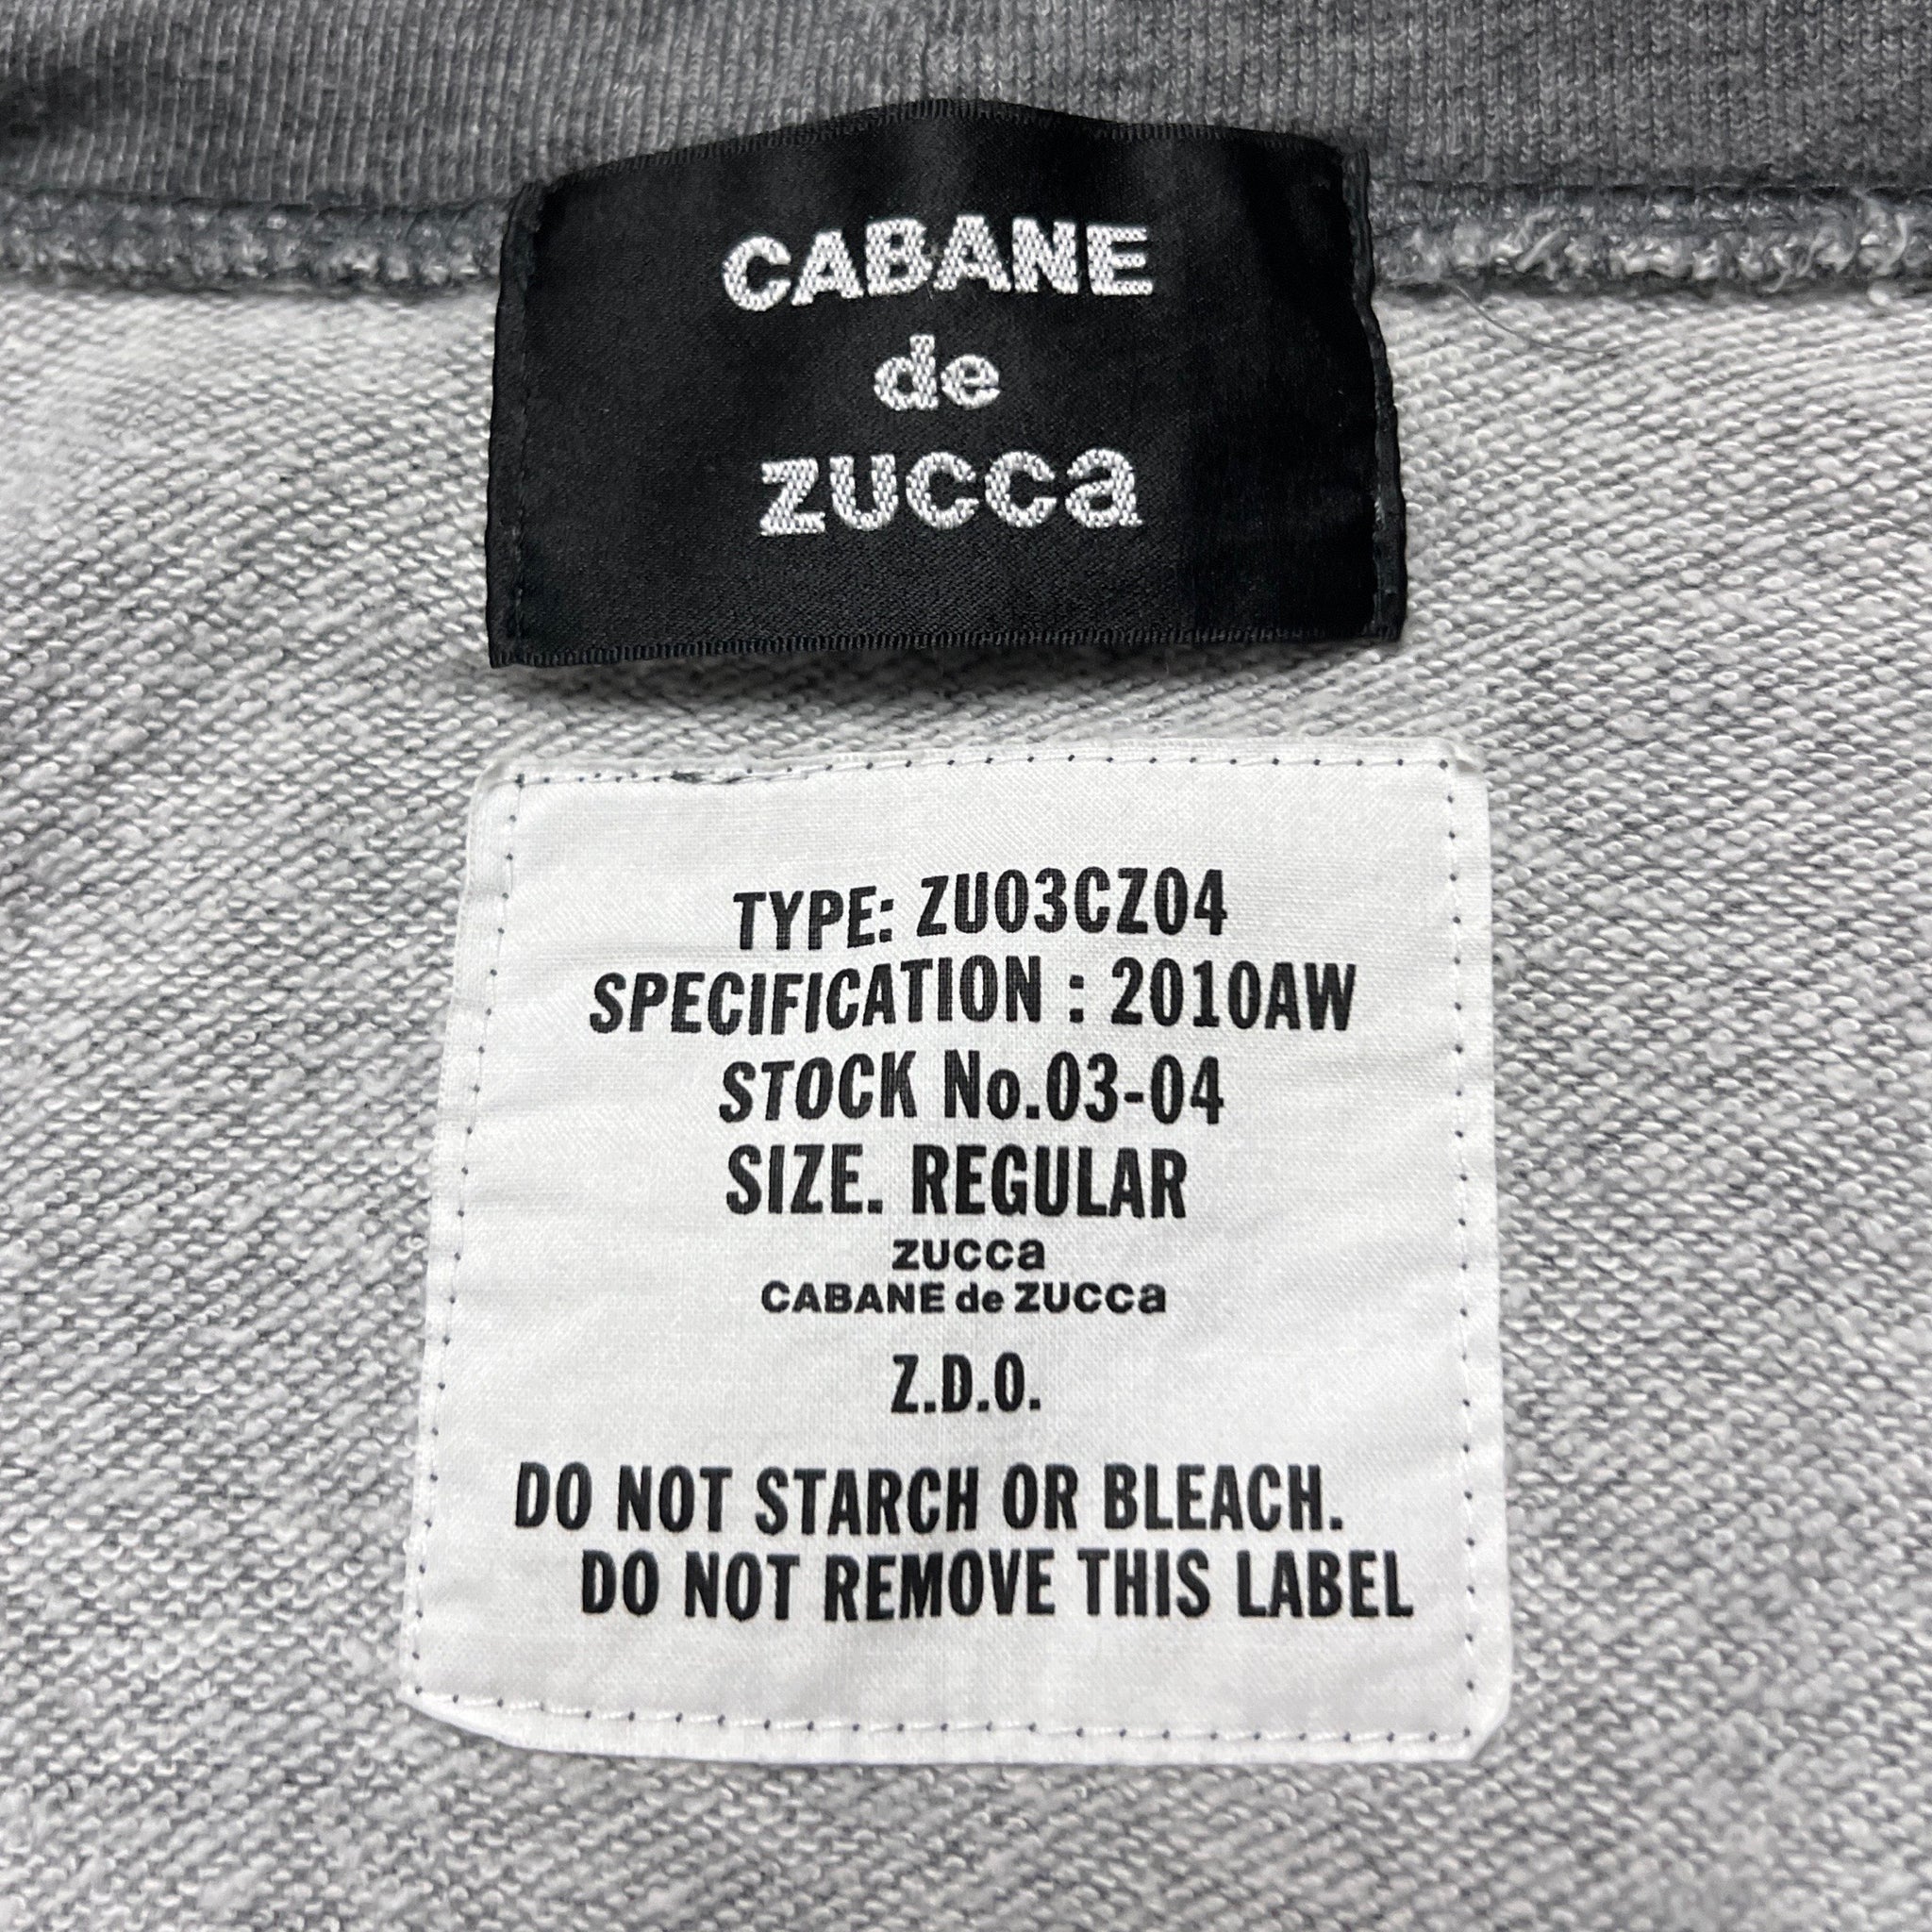 CABANE
de
zucca
TYPE: ZU03CZ04
SPECIFICATION : 2010AW
STOCK No.03-04
SIZE. REGULAR
zucca
CABANE de zucca
Z.D.O.
DO NOT STARCH OR BLEACH.
DO NOT REMOVE THIS LABEL